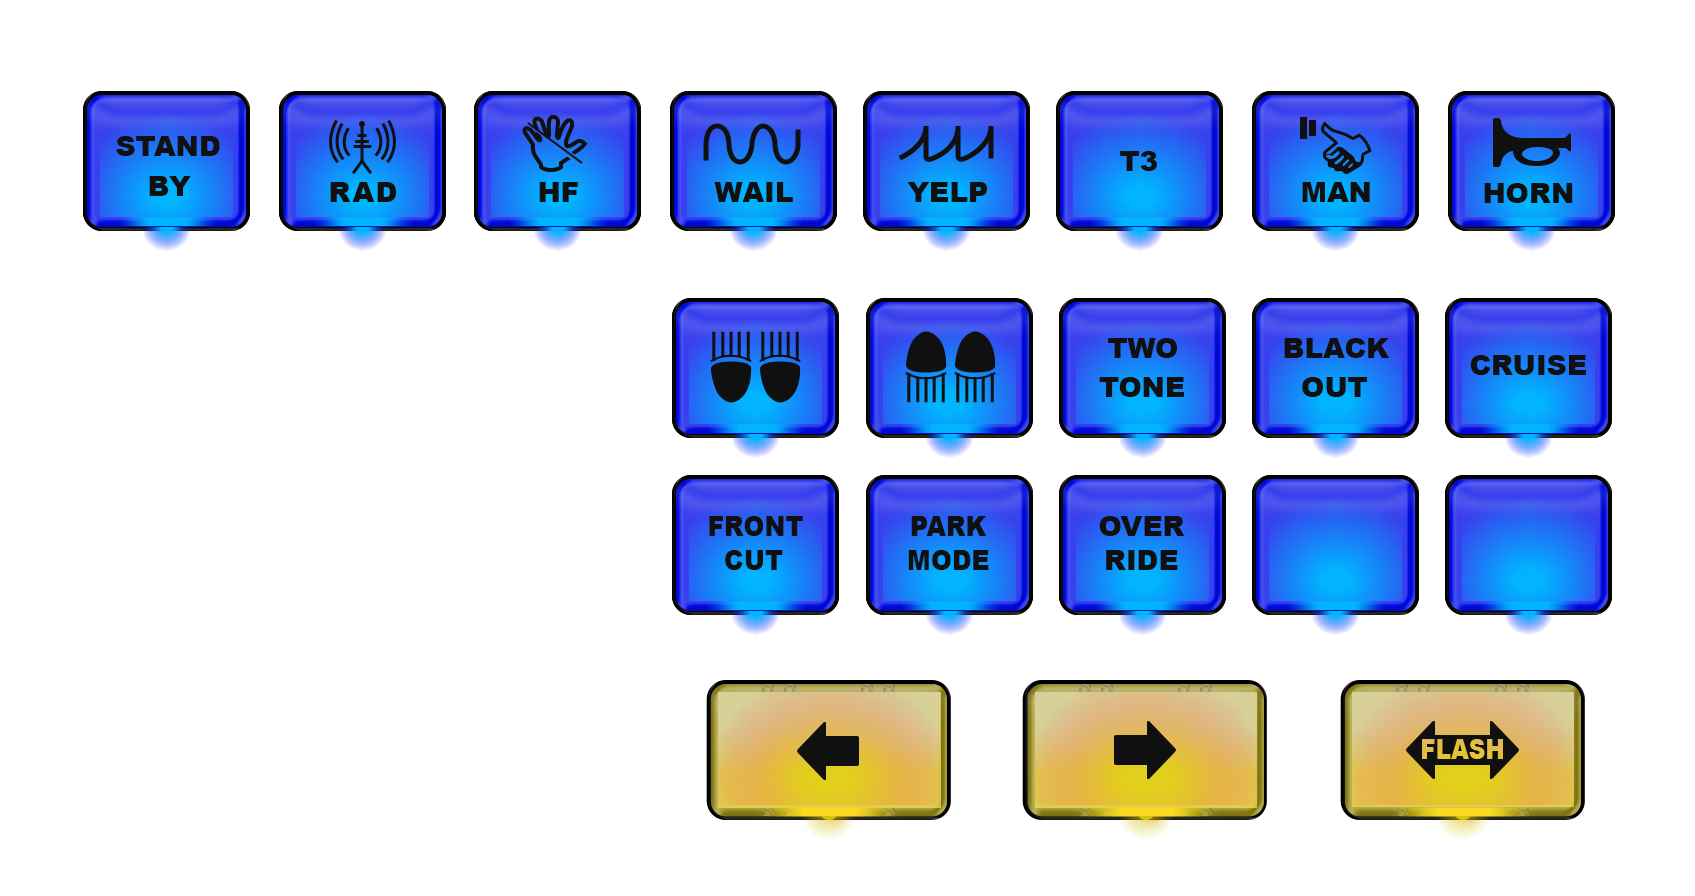 STAND
BY
RAD
HF
WAIL
YELP
T3
MAN
HORN
TWO
TONE
BLACK
OUT
CRUISE
FRONT
CUT
PARK
MODE
OVER
RIDE
FLASH